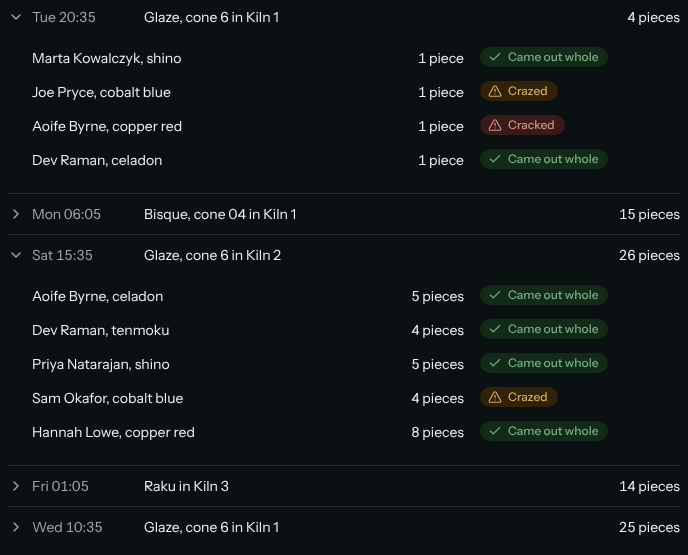 Tue 20:35 Glaze, cone 6 in Kiln 1 4 pieces
Marta Kowalczyk, shino 1 piece Came out whole
Joe Pryce, cobalt blue 1 piece Crazed
Aoife Byrne, copper red 1 piece Cracked
Dev Raman, celadon 1 piece Came out whole
Mon 06:05 Bisque, cone 04 in Kiln 1 15 pieces
Sat 15:35 Glaze, cone 6 in Kiln 2 26 pieces
Aoife Byrne, celadon 5 pieces Came out whole
Dev Raman, tenmoku 4 pieces Came out whole
Priya Natarajan, shino 5 pieces Came out whole
Sam Okafor, cobalt blue 4 pieces Crazed
Hannah Lowe, copper red 8 pieces Came out whole
Fri 01:05 Raku in Kiln 3 14 pieces
Wed 10:35 Glaze, cone 6 in Kiln 1 25 pieces